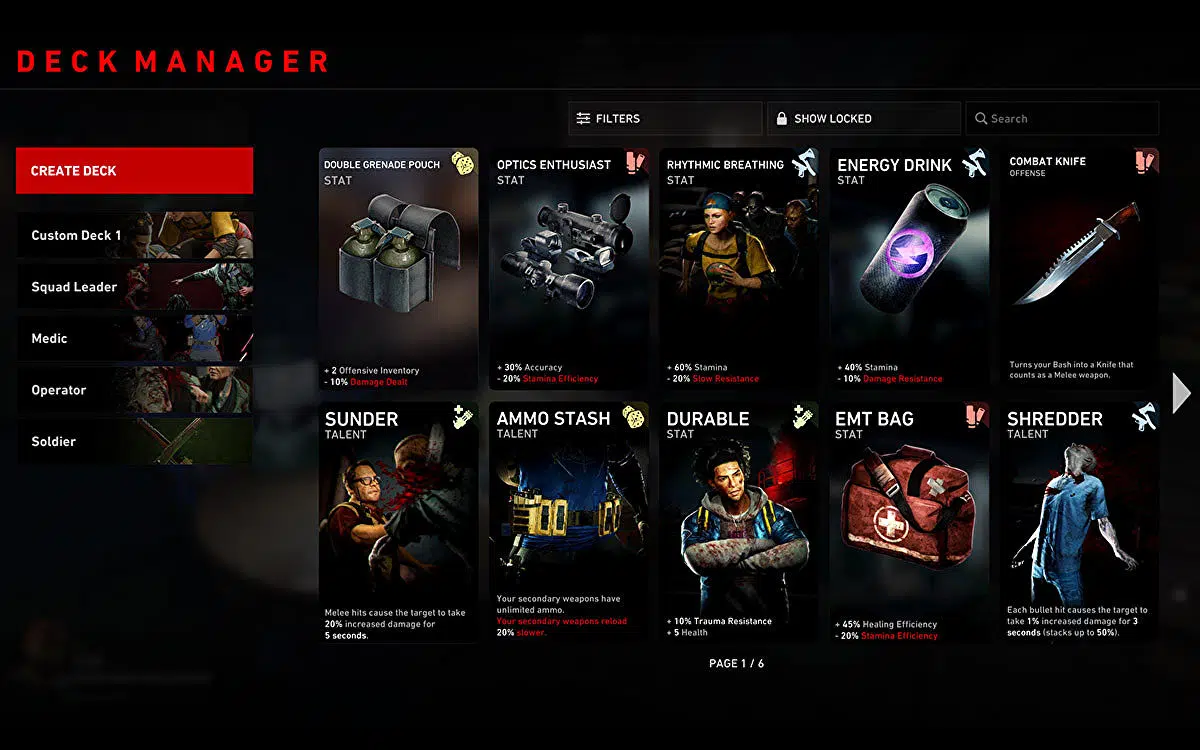 DECK MANAGER
FILTERS
SHOW LOCKED
Search
CREATE DECK
Custom Deck 1
Squad Leader
Medic
Operator
Soldier
DOUBLE GRENADE POUCH
STAT
+ 2 Offensive Inventory
- 10% Damage Dealt
OPTICS ENTHUSIAST
STAT
+ 30% Accuracy
- 20% Stamina Efficiency
RHYTHMIC BREATHING
STAT
+ 60% Stamina
- 20% Slow Resistance
ENERGY DRINK
STAT
+ 40% Stamina
- 10% Damage Resistance
COMBAT KNIFE
OFFENSE
Turns your Bash into a Knife that
counts as a Melee weapon.
SUNDER
TALENT
Melee hits cause the target to take
20% increased damage for
5 seconds.
AMMO STASH
TALENT
Your secondary weapons have
unlimited ammo.
Your secondary weapons reload
20% slower.
DURABLE
STAT
+ 10% Trauma Resistance
+ 5 Health
EMT BAG
STAT
+ 45% Healing Efficiency
- 20% Stamina Efficiency
SHREDDER
TALENT
Each bullet hit causes the target to
take 1% increased damage for 3
seconds (stacks up to 50%).
PAGE 1 / 6